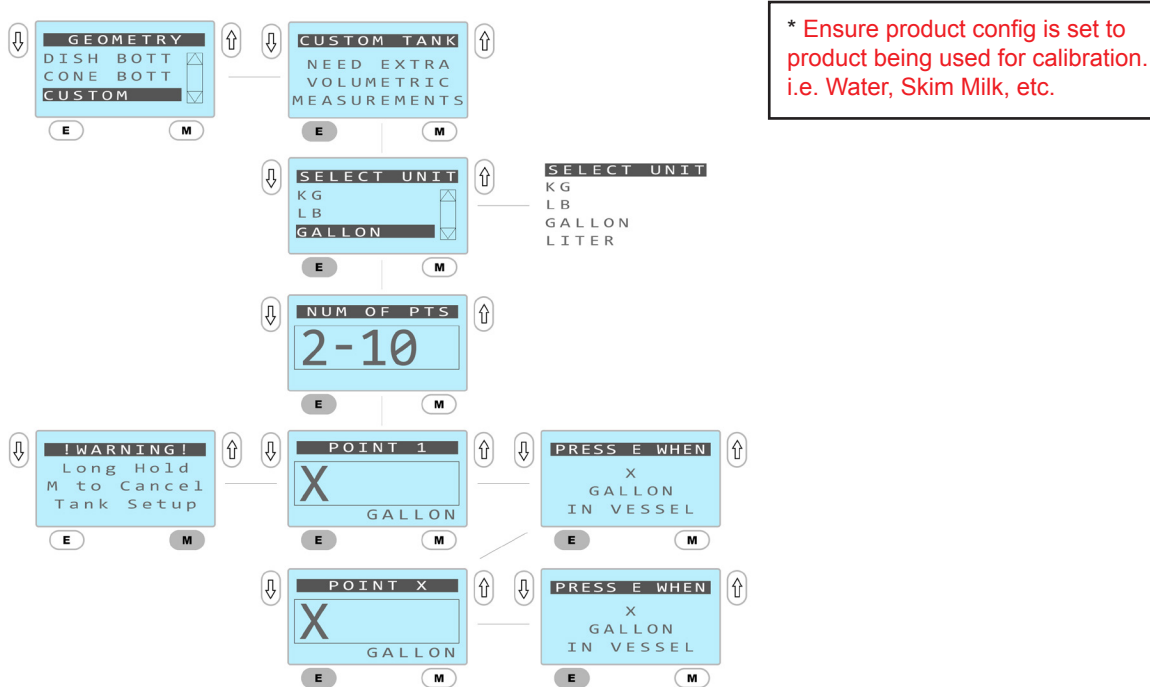 GEOMETRY
DISH BOTT
CONE BOTT
CUSTOM
E M
CUSTOM TANK
NEED EXTRA
VOLUMETRIC
MEASUREMENTS
E M
* Ensure product config is set to
product being used for calibration.
i.e. Water, Skim Milk, etc.
SELECT UNIT
KG
LB
GALLON
E M
SELECT UNIT
KG
LB
GALLON
LITER
NUM OF PTS
2-10
E M
!WARNING!
Long Hold
M to Cancel
Tank Setup
E M
POINT 1
X
GALLON
E M
PRESS E WHEN
X
GALLON
IN VESSEL
E M
POINT X
X
GALLON
E M
PRESS E WHEN
X
GALLON
IN VESSEL
E M